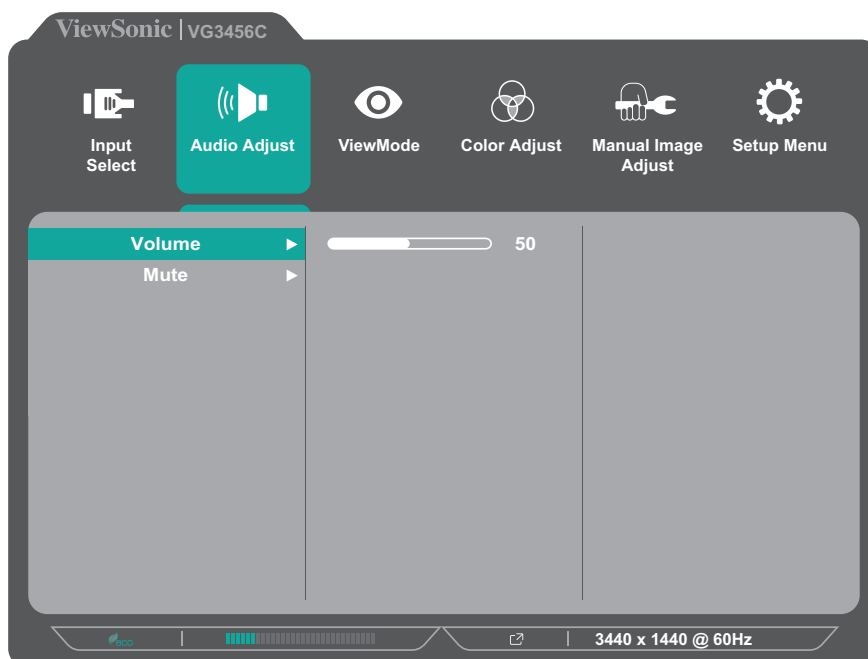 ViewSonic | VG3456C
Input Select
Audio Adjust
ViewMode
Color Adjust
Manual Image Adjust
Setup Menu
Volume 50
Mute
eco
3440 x 1440 @ 60Hz